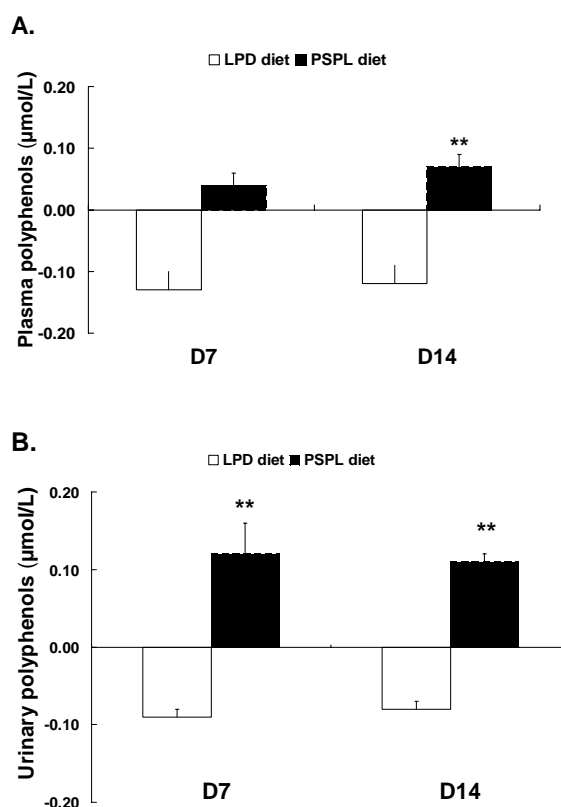 A.
LPD diet PSPL diet
Plasma polyphenols (μmol/L)
0.20
**
0.10
0.00
-0.10
-0.20
D7 D14
B.
LPD diet PSPL diet
Urinary polyphenols (μmol/L)
0.20
** **
0.10
0.00
-0.10
-0.20
D7 D14